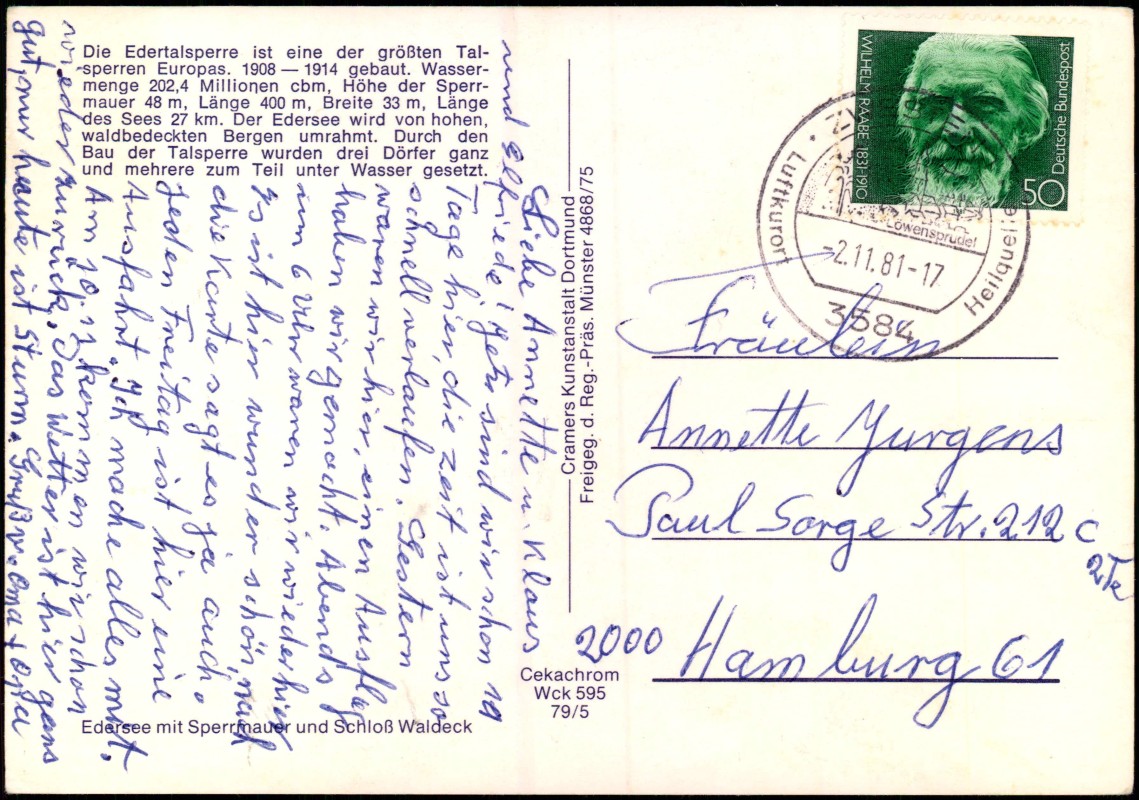 Die Edertalsperre ist eine der größten Tal-
sperren Europas. 1908 — 1914 gebaut. Wasser-
menge 202,4 Millionen cbm, Höhe der Sperr-
mauer 48 m, Länge 400 m, Breite 33 m, Länge
des Sees 27 km. Der Edersee wird von hohen,
waldbedeckten Bergen umrahmt. Durch den
Bau der Talsperre wurden drei Dörfer ganz
und mehrere zum Teil unter Wasser gesetzt.
Liebe Annette u. Klaus
und Elfriede! Jetz sind wir schon 10
Tage hier, die zeit ist uns so
schnell verlaufen. Gestern
waren wir hier, einen Ausflug
haben wir gemacht. Abends
um 6 Uhr waren wir wieder hier
Es ist hier wunder schön und
die Karte sagt es ja auch.
Jeden Freitag ist hier eine
Ausfahrt, Ich mache alles mit.
Am 10 kommen wir schon
wieder zurück. Das Wetter ist hier gans
gut, nur heute ist Sturm. Gruß v. Oma + Opa
Edersee mit Sperrmauer und Schloß Waldeck
Cramers Kunstanstalt Dortmund
Freigeg. d. Reg.-Präs. Münster 4868/75
Cekachrom
Wck 595
79/5
WILHELM RAABE 1831-1910
Deutsche Bundespost
50
Luftkurort
Heilquelle
Löwensprudel
-2.11.81-17
3584
Fräulein
Annette Jurgens
Paul Sorge Str. 212 c
2000 Hamburg 61